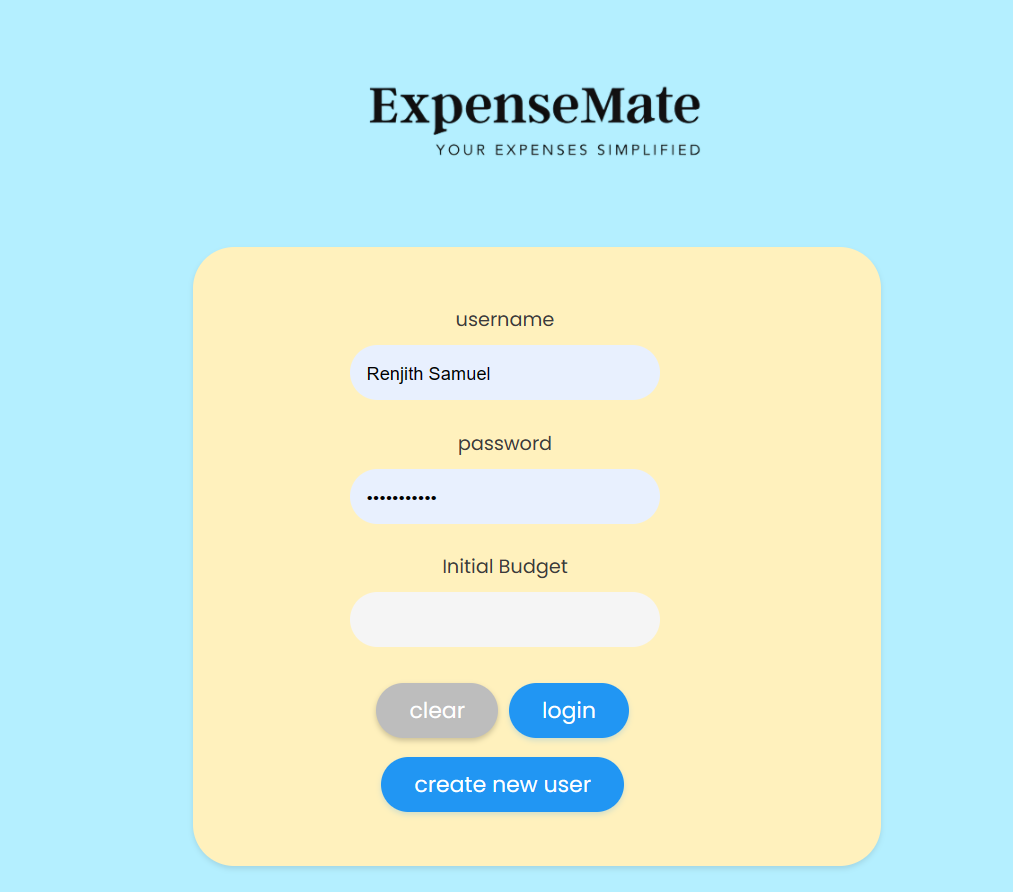 ExpenseMate
YOUR EXPENSES SIMPLIFIED
username
Renjith Samuel
password
•••••••••••
Initial Budget
clear login
create new user